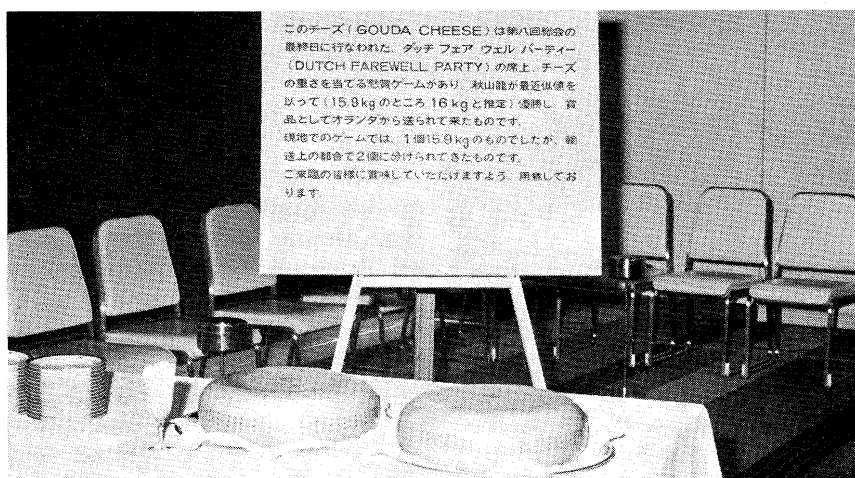 このチーズ( GOUDA CHEESE ) は第八回総会の
最終日に行なわれた、ダッチ フェア ウェル パーティー
( DUTCH FAREWELL PARTY ) の席上、チーズ
の重さを当てる懸賞ゲームがあり、秋山龍が最近似値を
以って(15.9kgのところ 16 kgと推定) 優勝し、賞
品としてオランダから送られて来たものです。
現地でのゲームでは、1個15.9kgのものでしたが、輸
送上の都合で2個に分けられてきたものです。
ご来臨の皆様に賞味していただけますよう、用意してお
ります.